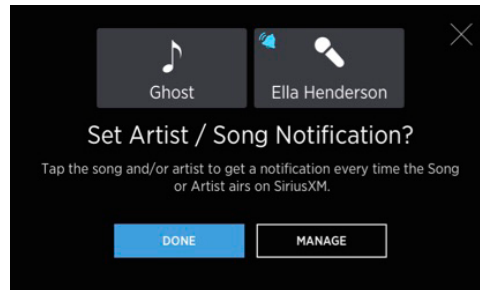 Ghost
Ella Henderson
Set Artist / Song Notification?
Tap the song and/or artist to get a notification every time the Song
or Artist airs on SiriusXM.
DONE
MANAGE